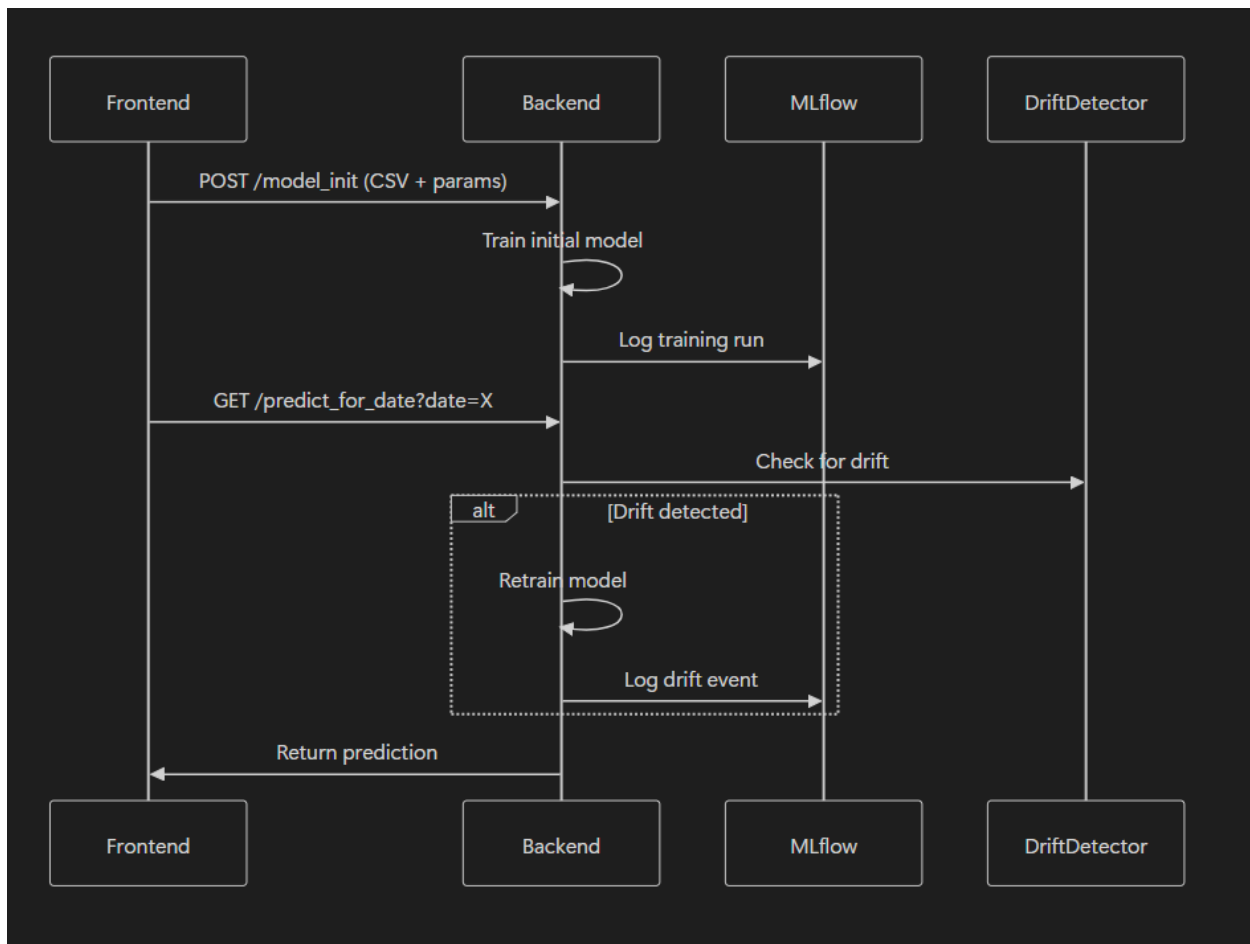 Frontend
Backend
MLflow
DriftDetector
POST /model_init (CSV + params)
Train initial model
Log training run
GET /predict_for_date?date=X
Check for drift
alt
[Drift detected]
Retrain model
Log drift event
Return prediction
Frontend
Backend
MLflow
DriftDetector